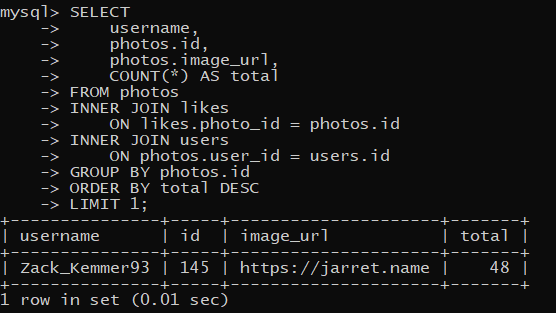 mysql> SELECT
    ->     username,
    ->     photos.id,
    ->     photos.image_url,
    ->     COUNT(*) AS total
    -> FROM photos
    -> INNER JOIN likes
    ->     ON likes.photo_id = photos.id
    -> INNER JOIN users
    ->     ON photos.user_id = users.id
    -> GROUP BY photos.id
    -> ORDER BY total DESC
    -> LIMIT 1;
+---------------+-----+---------------------+-------+
| username      | id  | image_url           | total |
+---------------+-----+---------------------+-------+
| Zack_Kemmer93 | 145 | https://jarret.name |    48 |
+---------------+-----+---------------------+-------+
1 row in set (0.01 sec)